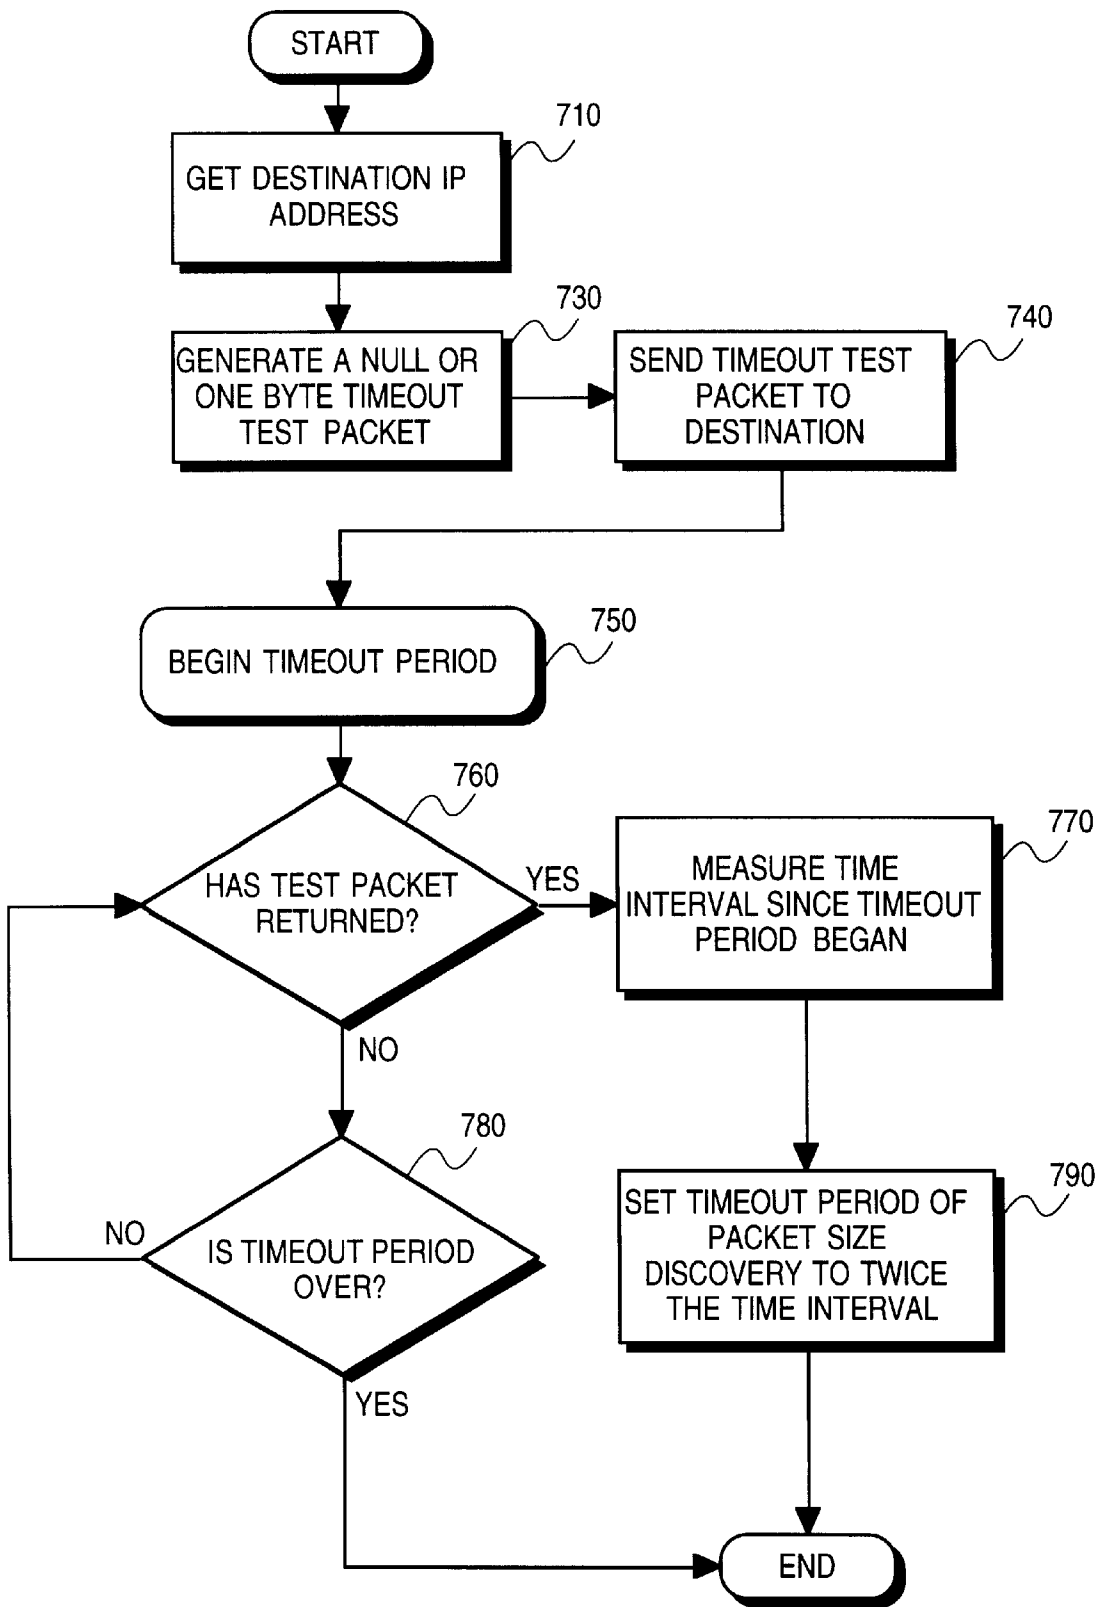 START
710
GET DESTINATION IP
ADDRESS
730
GENERATE A NULL OR
ONE BYTE TIMEOUT
TEST PACKET
740
SEND TIMEOUT TEST
PACKET TO
DESTINATION
750
BEGIN TIMEOUT PERIOD
760
HAS TEST PACKET
RETURNED?
YES
NO
770
MEASURE TIME
INTERVAL SINCE TIMEOUT
PERIOD BEGAN
780
IS TIMEOUT PERIOD
OVER?
NO
YES
790
SET TIMEOUT PERIOD OF
PACKET SIZE
DISCOVERY TO TWICE
THE TIME INTERVAL
END